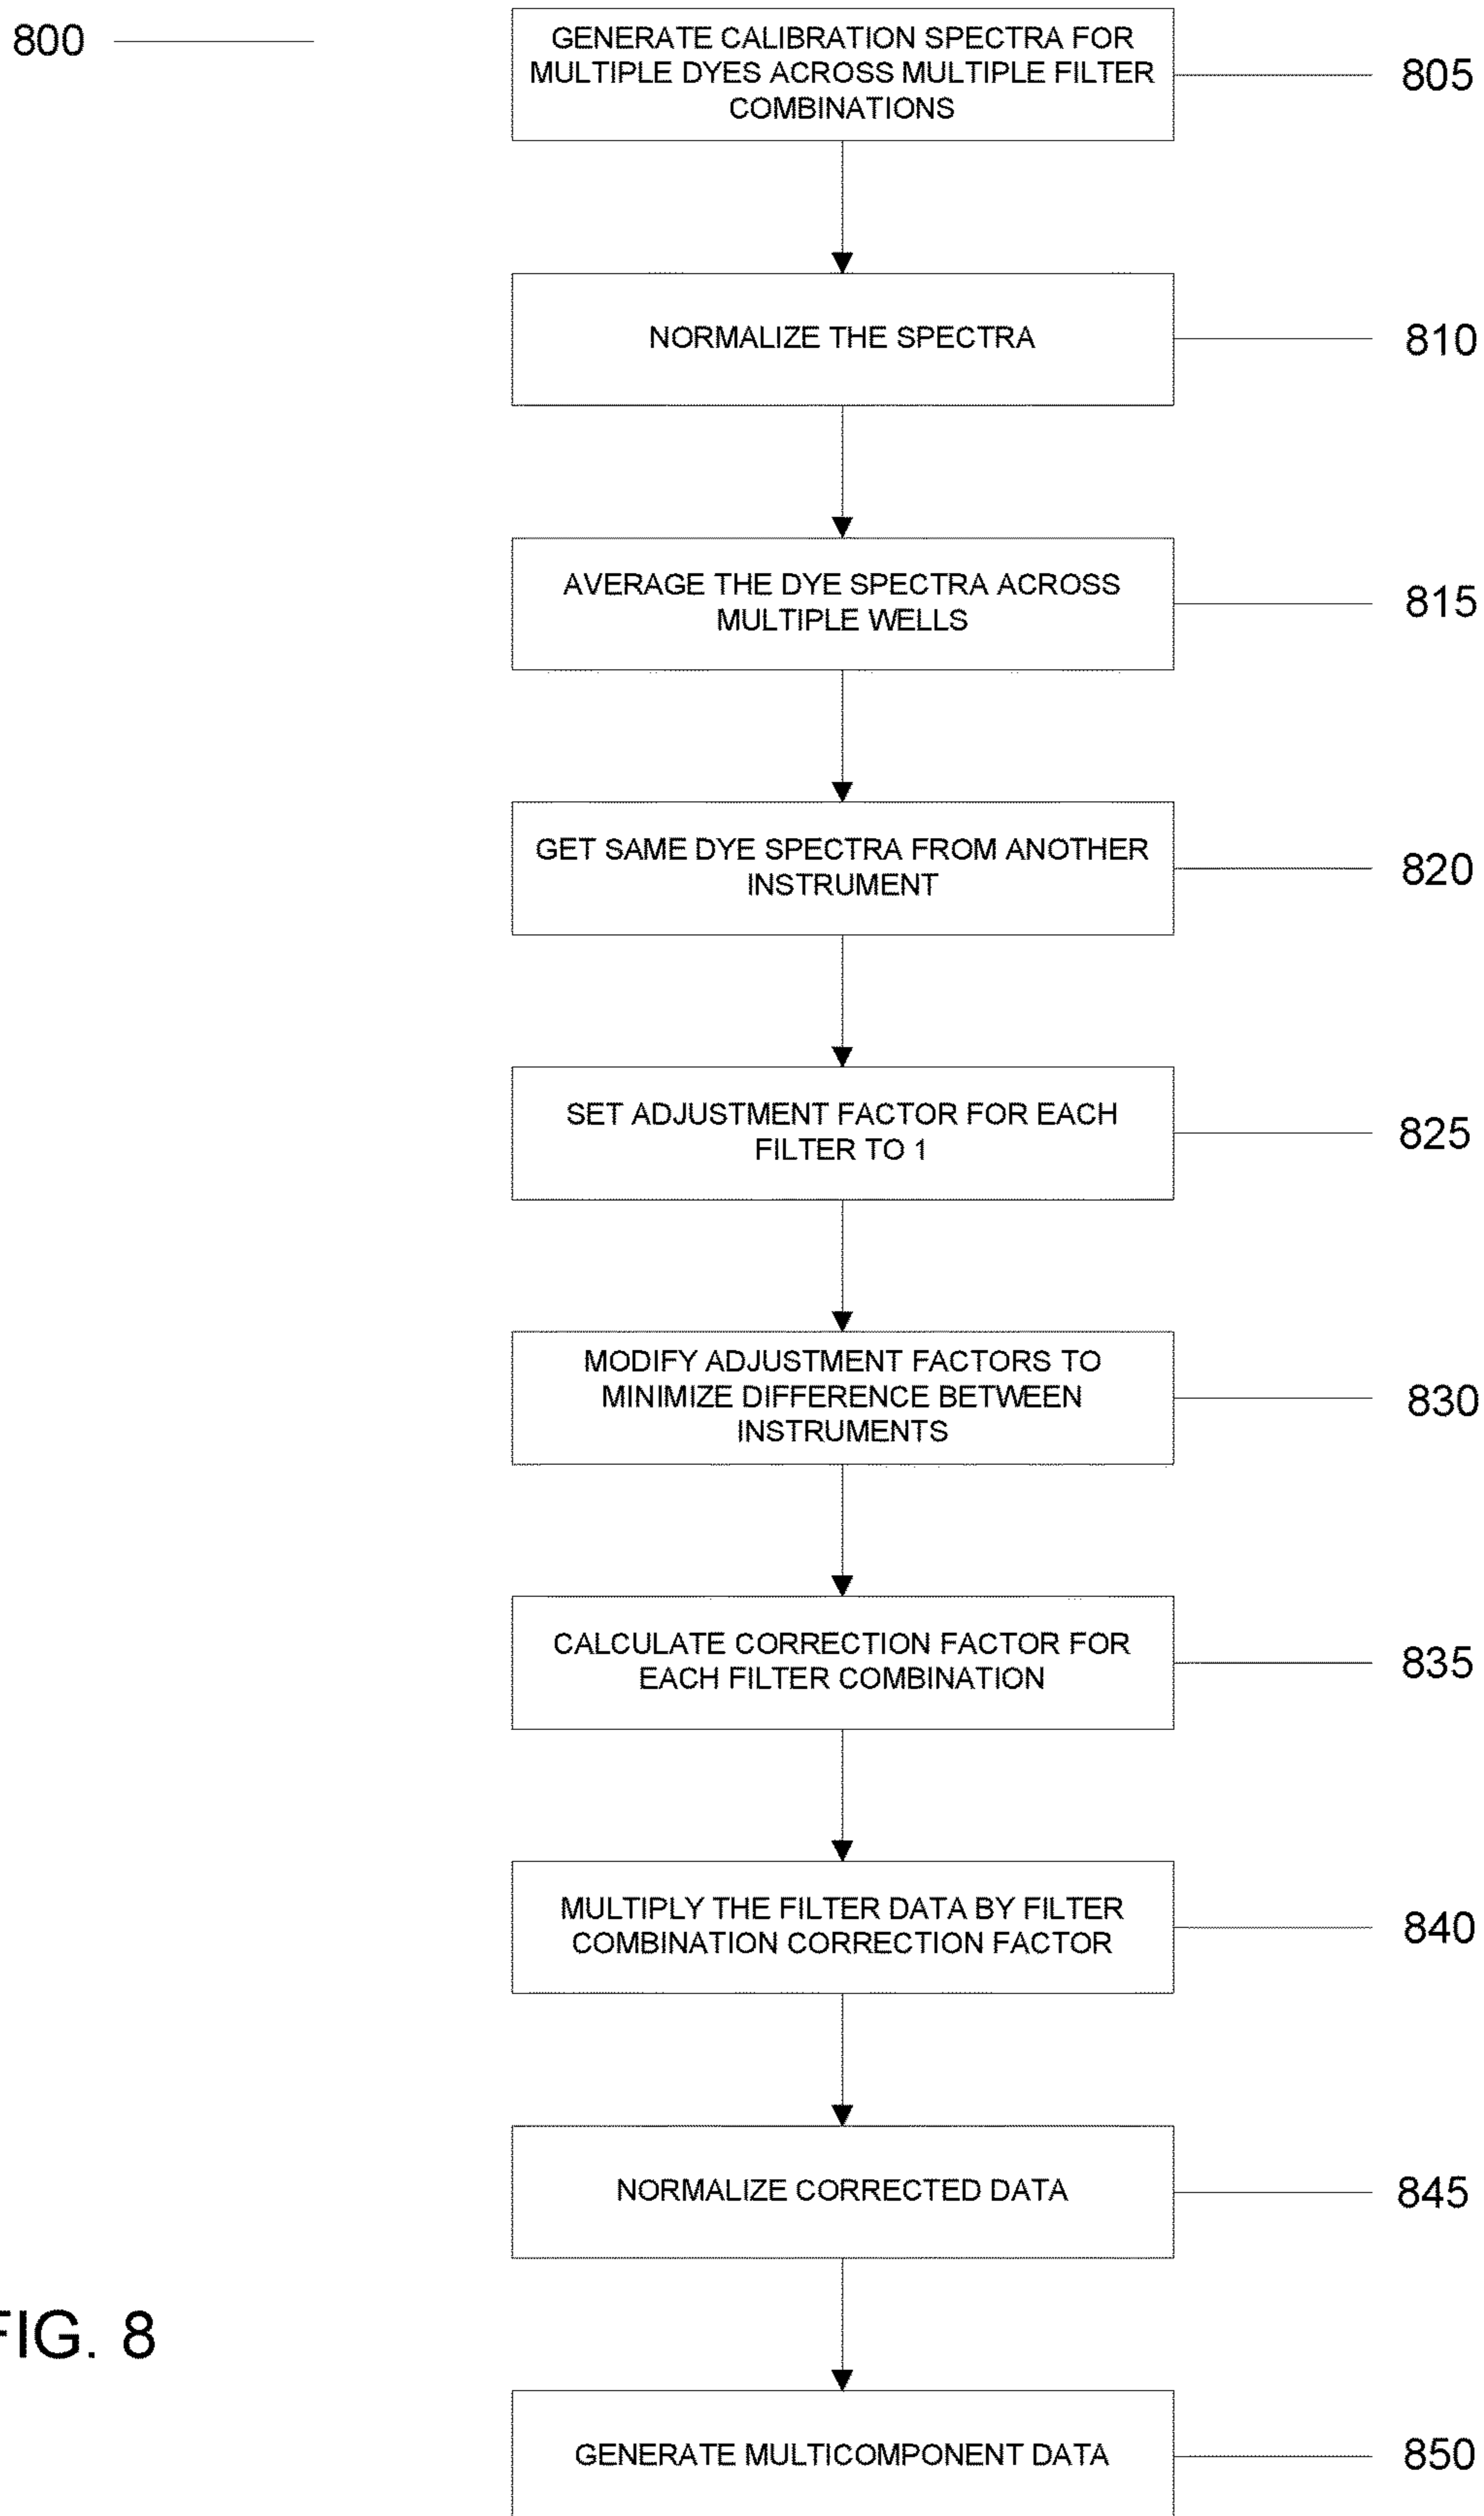 800
GENERATE CALIBRATION SPECTRA FOR
MULTIPLE DYES ACROSS MULTIPLE FILTER
COMBINATIONS
805
NORMALIZE THE SPECTRA
810
AVERAGE THE DYE SPECTRA ACROSS
MULTIPLE WELLS
815
GET SAME DYE SPECTRA FROM ANOTHER
INSTRUMENT
820
SET ADJUSTMENT FACTOR FOR EACH
FILTER TO 1
825
MODIFY ADJUSTMENT FACTORS TO
MINIMIZE DIFFERENCE BETWEEN
INSTRUMENTS
830
CALCULATE CORRECTION FACTOR FOR
EACH FILTER COMBINATION
835
MULTIPLY THE FILTER DATA BY FILTER
COMBINATION CORRECTION FACTOR
840
NORMALIZE CORRECTED DATA
845
FIG. 8
GENERATE MULTICOMPONENT DATA
850